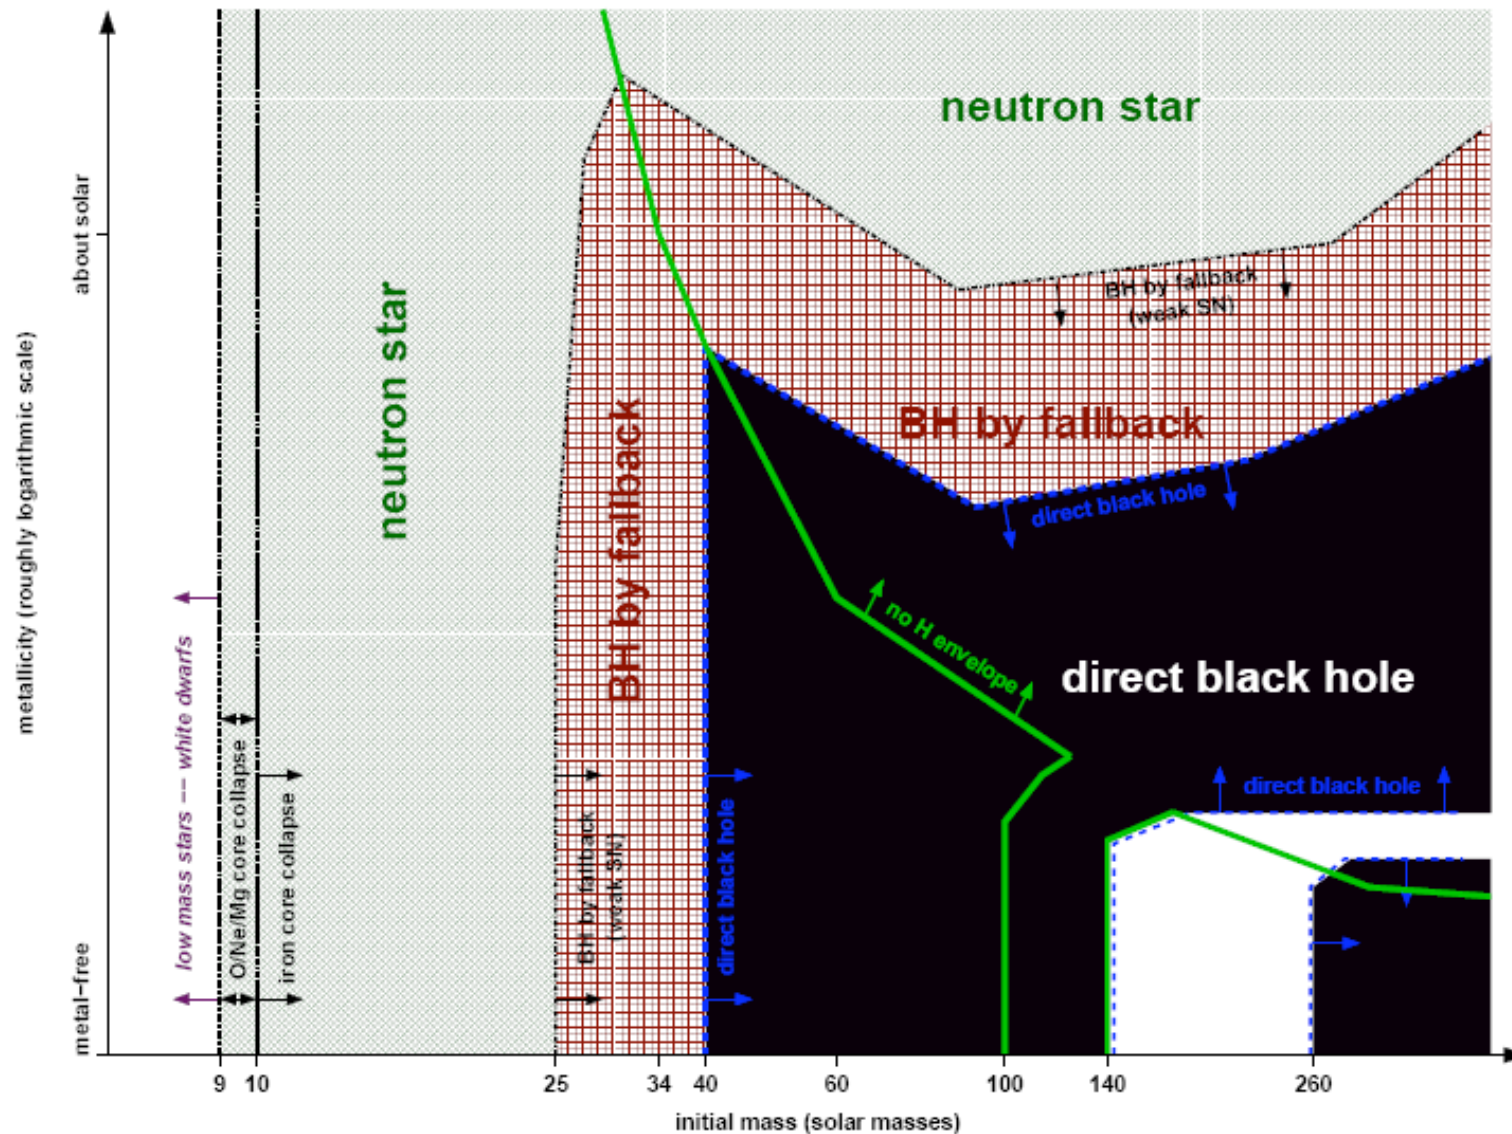 neutron star
about solar
BH by fallback
(weak SN)
neutron star
metallicity (roughly logarithmic scale)
BH by fallback
BH by fallback
direct black hole
no H envelope
direct black hole
low mass stars -- white dwarfs
O/Ne/Mg core collapse
iron core collapse
BH by fallback
(weak SN)
direct black hole
direct black hole
metal-free
9 10 25 34 40 60 100 140 260
initial mass (solar masses)